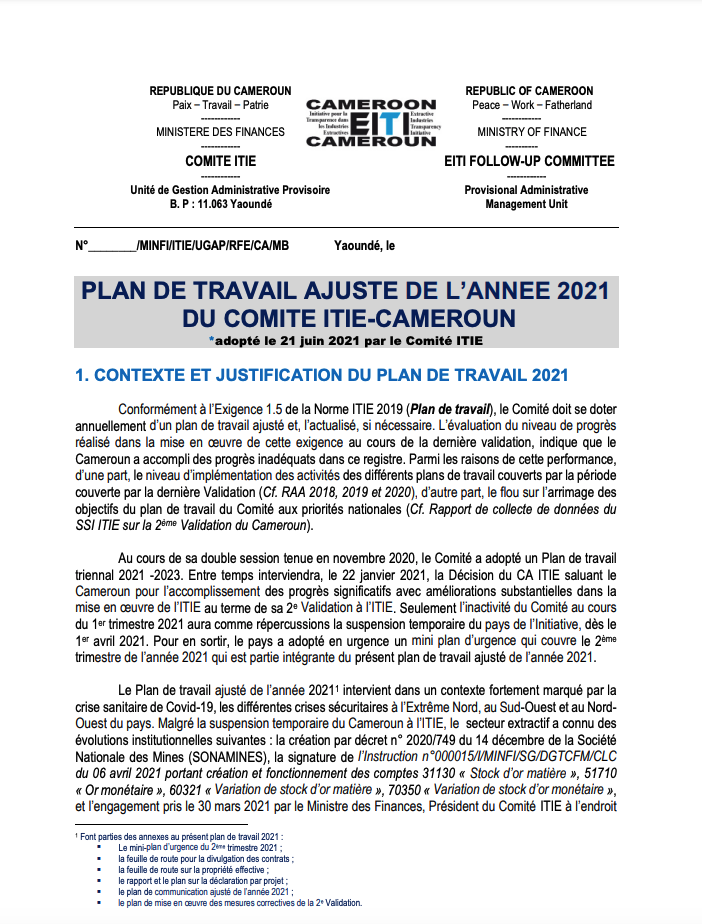 REPUBLIQUE DU CAMEROUN
Paix – Travail – Patrie
------------
MINISTERE DES FINANCES
------------
COMITE ITIE
------------
Unité de Gestion Administrative Provisoire
B. P : 11.063 Yaoundé
CAMEROON
Initiative pour la Transparence dans les Industries Extractives
EITI
Extractive Industries Transparency Initiative
CAMEROUN
REPUBLIC OF CAMEROON
Peace – Work – Fatherland
------------
MINISTRY OF FINANCE
----------
EITI FOLLOW-UP COMMITTEE
------------
Provisional Administrative
Management Unit
N°________/MINFI/ITIE/UGAP/RFE/CA/MB Yaoundé, le
PLAN DE TRAVAIL AJUSTE DE L'ANNEE 2021
DU COMITE ITIE-CAMEROUN
*adopté le 21 juin 2021 par le Comité ITIE
1. CONTEXTE ET JUSTIFICATION DU PLAN DE TRAVAIL 2021
Conformément à l'Exigence 1.5 de la Norme ITIE 2019 (Plan de travail), le Comité doit se doter
annuellement d'un plan de travail ajusté et, l'actualisé, si nécessaire. L'évaluation du niveau de progrès
réalisé dans la mise en œuvre de cette exigence au cours de la dernière validation, indique que le
Cameroun a accompli des progrès inadéquats dans ce registre. Parmi les raisons de cette performance,
d'une part, le niveau d'implémentation des activités des différents plans de travail couverts par la période
couverte par la dernière Validation (Cf. RAA 2018, 2019 et 2020), d'autre part, le flou sur l'arrimage des
objectifs du plan de travail du Comité aux priorités nationales (Cf. Rapport de collecte de données du
SSI ITIE sur la 2ème Validation du Cameroun).
Au cours de sa double session tenue en novembre 2020, le Comité a adopté un Plan de travail
triennal 2021 -2023. Entre temps interviendra, le 22 janvier 2021, la Décision du CA ITIE saluant le
Cameroun pour l'accomplissement des progrès significatifs avec améliorations substantielles dans la
mise en œuvre de l'ITIE au terme de sa 2e Validation à l'ITIE. Seulement l'inactivité du Comité au cours
du 1er trimestre 2021 aura comme répercussions la suspension temporaire du pays de l'Initiative, dès le
1er avril 2021. Pour en sortir, le pays a adopté en urgence un mini plan d'urgence qui couvre le 2ème
trimestre de l'année 2021 qui est partie intégrante du présent plan de travail ajusté de l'année 2021.
Le Plan de travail ajusté de l'année 2021¹ intervient dans un contexte fortement marqué par la
crise sanitaire de Covid-19, les différentes crises sécuritaires à l'Extrême Nord, au Sud-Ouest et au Nord-
Ouest du pays. Malgré la suspension temporaire du Cameroun à l'ITIE, le secteur extractif a connu des
évolutions institutionnelles suivantes : la création par décret n° 2020/749 du 14 décembre de la Société
Nationale des Mines (SONAMINES), la signature de l'Instruction n°000015/I/MINFI/SG/DGTCFM/CLC
du 06 avril 2021 portant création et fonctionnement des comptes 31130 « Stock d'or matière », 51710
« Or monétaire », 60321 « Variation de stock d'or matière », 70350 « Variation de stock d'or monétaire »,
et l'engagement pris le 30 mars 2021 par le Ministre des Finances, Président du Comité ITIE à l'endroit
¹ Font parties des annexes au présent plan de travail 2021 :
▪ Le mini-plan d'urgence du 2ème trimestre 2021 ;
▪ la feuille de route pour la divulgation des contrats ;
▪ la feuille de route sur la propriété effective ;
▪ le rapport et le plan sur la déclaration par projet ;
▪ le plan de communication ajusté de l'année 2021 ;
▪ le plan de mise en œuvre des mesures correctives de la 2e Validation.